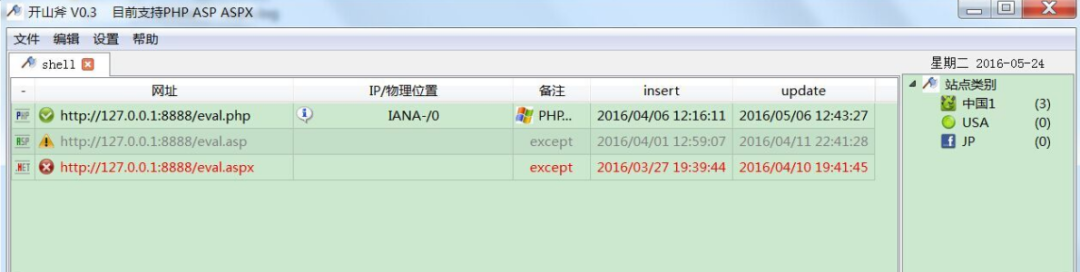 开山斧 V0.3 目前支持PHP ASP ASPX
文件 编辑 设置 帮助
shell
星期二 2016-05-24
- 网址 IP/物理位置 备注 insert update
PHP http://127.0.0.1:8888/eval.php IANA-/0 PHP... 2016/04/06 12:16:11 2016/05/06 12:43:27
ASP http://127.0.0.1:8888/eval.asp except 2016/04/01 12:59:07 2016/04/11 22:41:28
.NET http://127.0.0.1:8888/eval.aspx except 2016/03/27 19:39:44 2016/04/10 19:41:45
站点类别
中国1 (3)
USA (0)
JP (0)